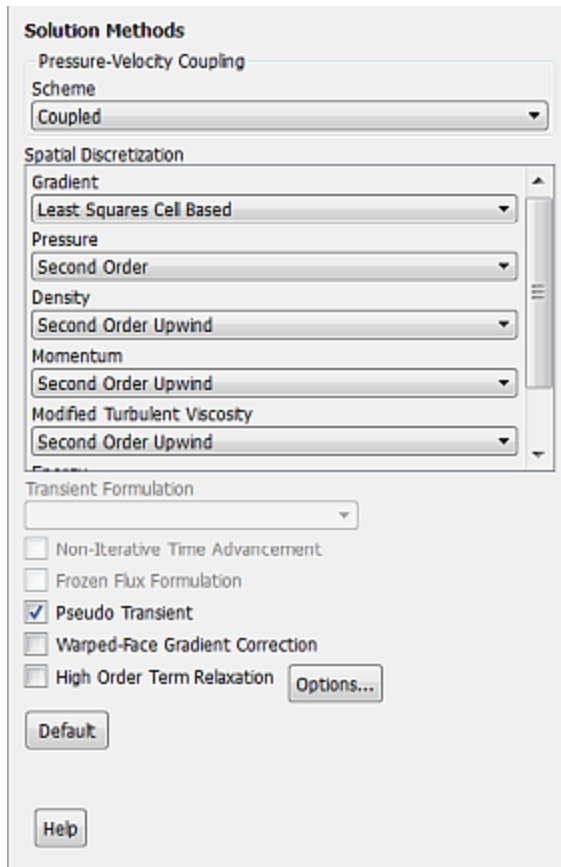 Solution Methods
Pressure-Velocity Coupling
Scheme
Coupled
Spatial Discretization
Gradient
Least Squares Cell Based
Pressure
Second Order
Density
Second Order Upwind
Momentum
Second Order Upwind
Modified Turbulent Viscosity
Second Order Upwind
Transient Formulation
Non-Iterative Time Advancement
Frozen Flux Formulation
Pseudo Transient
Warped-Face Gradient Correction
High Order Term Relaxation Options...
Default
Help